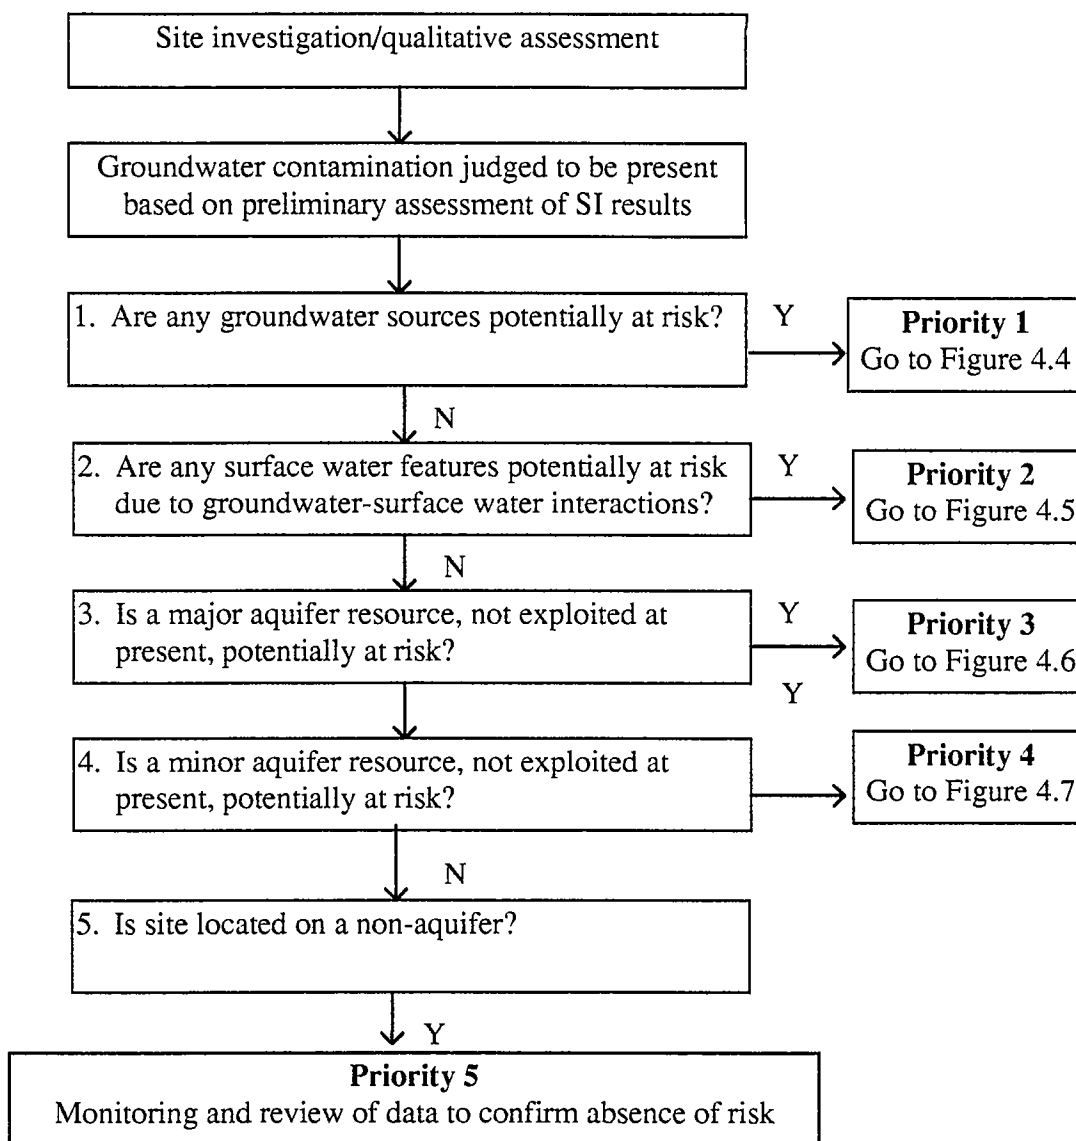 Site investigation/qualitative assessment
Groundwater contamination judged to be present
based on preliminary assessment of SI results
1. Are any groundwater sources potentially at risk?
Y
Priority 1
Go to Figure 4.4
N
2. Are any surface water features potentially at risk
due to groundwater-surface water interactions?
Y
Priority 2
Go to Figure 4.5
N
3. Is a major aquifer resource, not exploited at
present, potentially at risk?
Y
Priority 3
Go to Figure 4.6
Y
4. Is a minor aquifer resource, not exploited at
present, potentially at risk?
Priority 4
Go to Figure 4.7
N
5. Is site located on a non-aquifer?
Y
Priority 5
Monitoring and review of data to confirm absence of risk